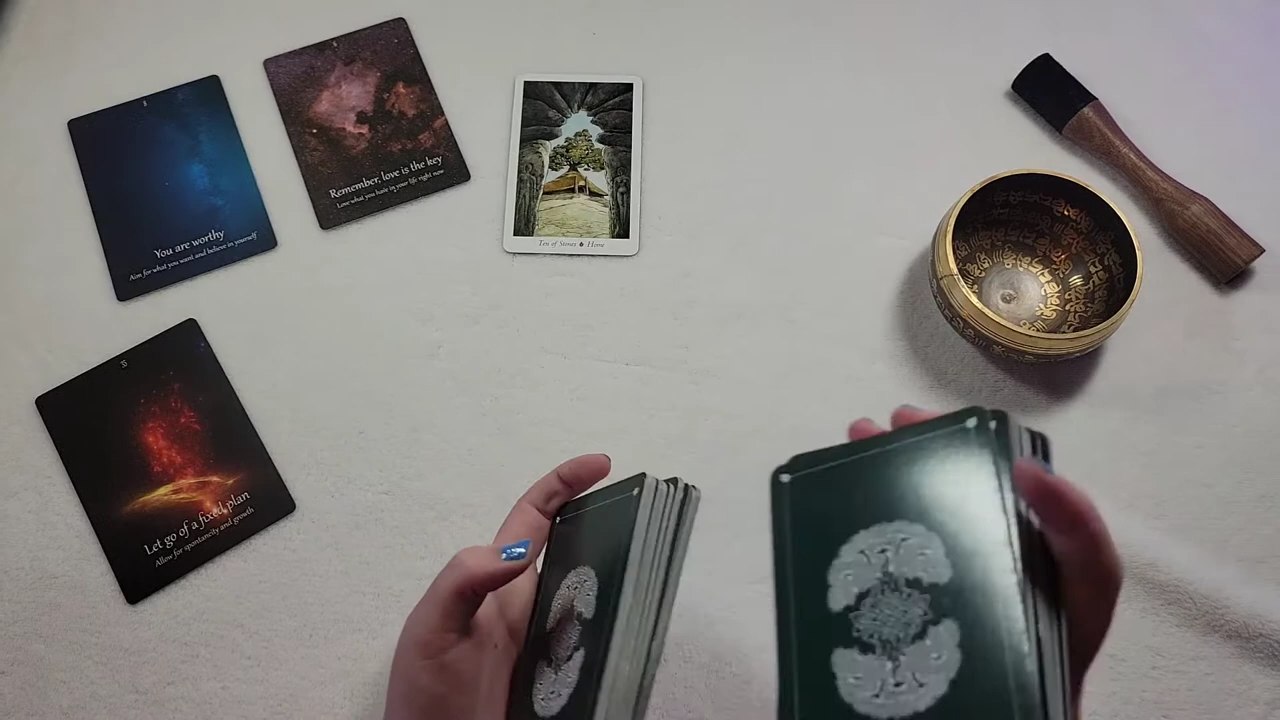 You are worthy
Aim for what you want and believe in yourself
Remember, love is the key
Love what you have in your life right now
Ten of Stones Home
Let go of a fixed plan
Allow for spontaneity and growth